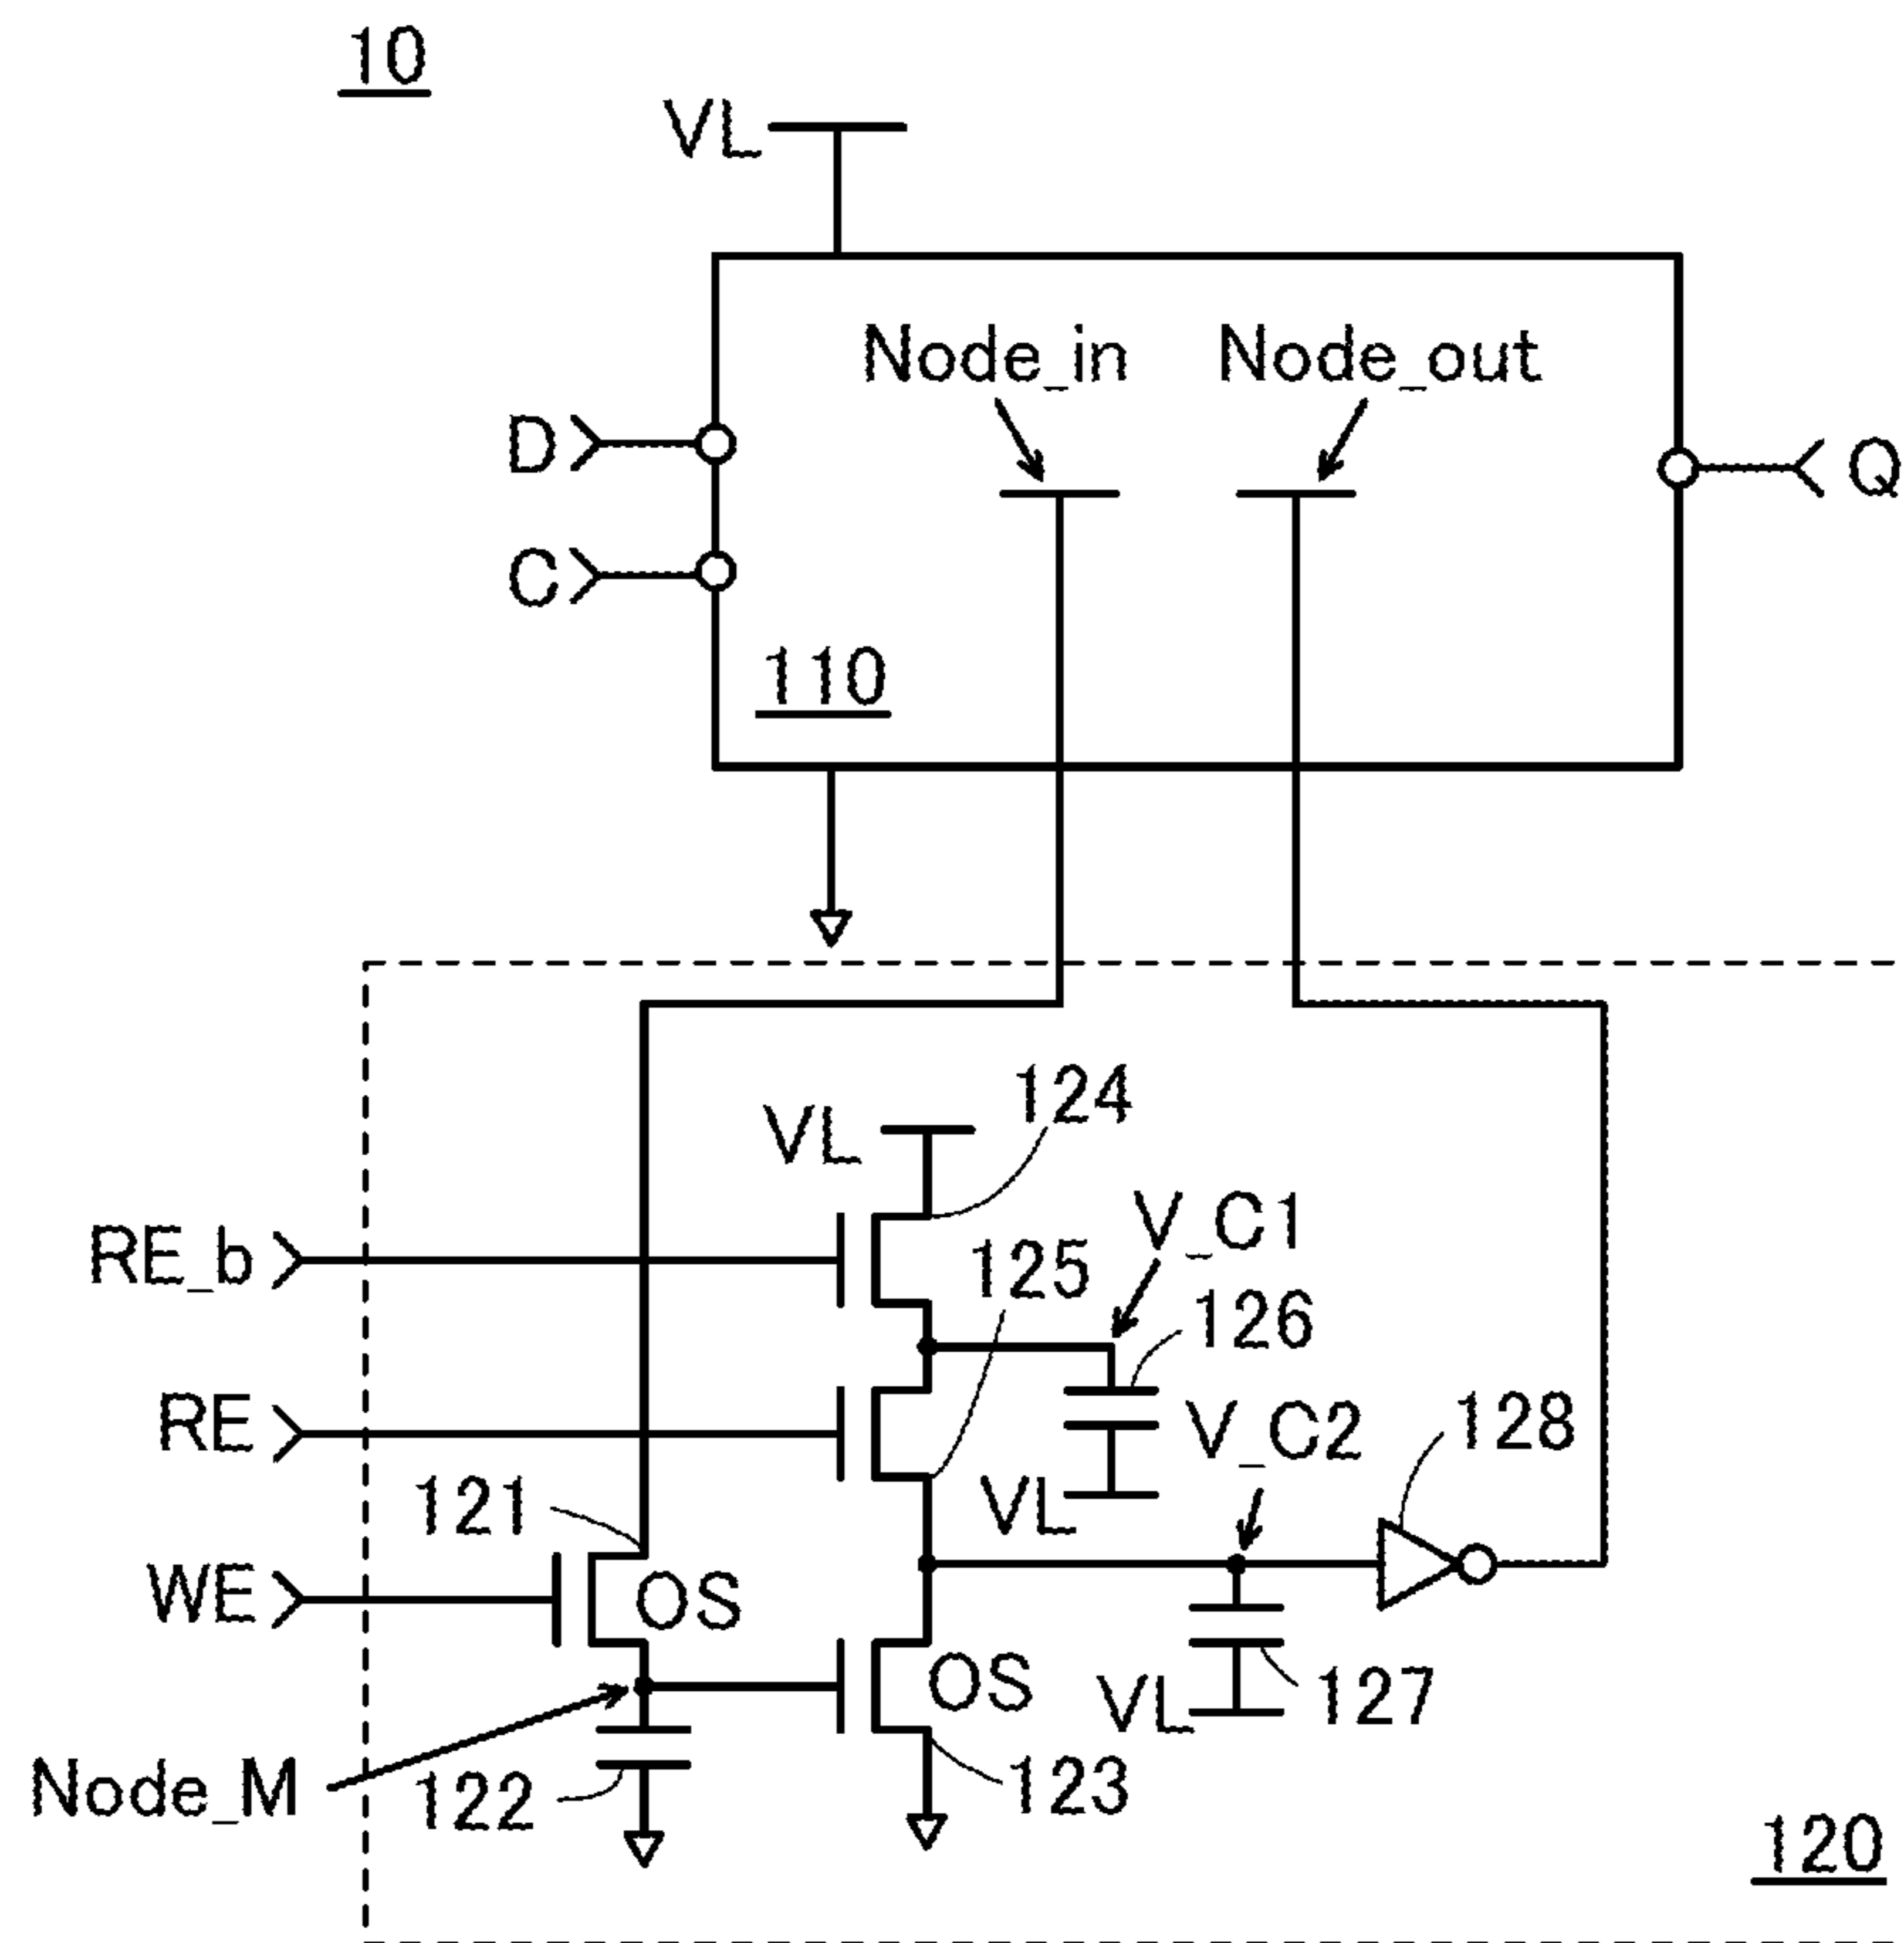 10
VL
Node_in
Node_out
D
Q
C
110
124
VL
V_C1
RE_b
125
126
RE
V_C2
128
121
VL
WE
OS
OS
VL
127
Node_M
122
123
120